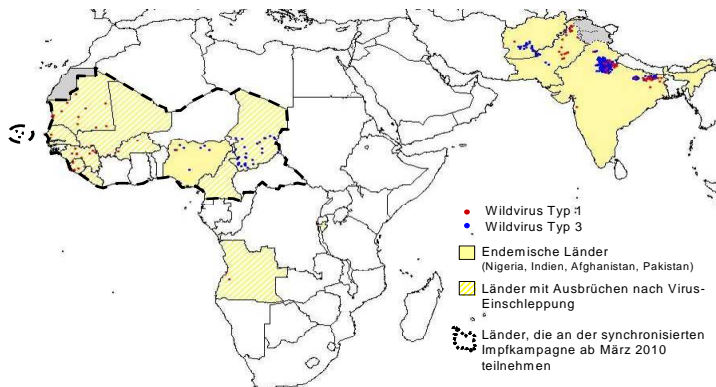 Wildvirus Typ 1
Wildvirus Typ 3
Endemische Länder
(Nigeria, Indien, Afghanistan, Pakistan)
Länder mit Ausbrüchen nach Virus-
Einschleppung
Länder, die an der synchronisierten
Impfkampagne ab März 2010
teilnehmen